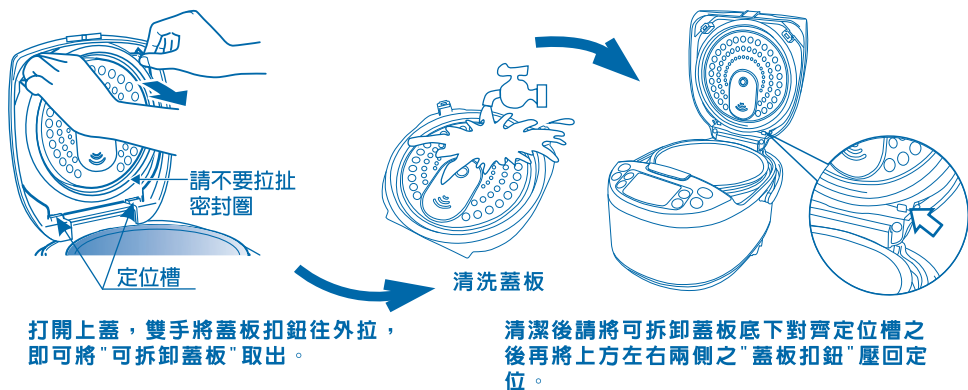 請不要拉扯
密封圈
定位槽
清洗蓋板
打開上蓋，雙手將蓋板扣鈕往外拉，
即可將"可拆卸蓋板"取出。
清潔後請將可拆卸蓋板底下對齊定位槽之
後再將上方左右兩側之"蓋板扣鈕"壓回定
位。